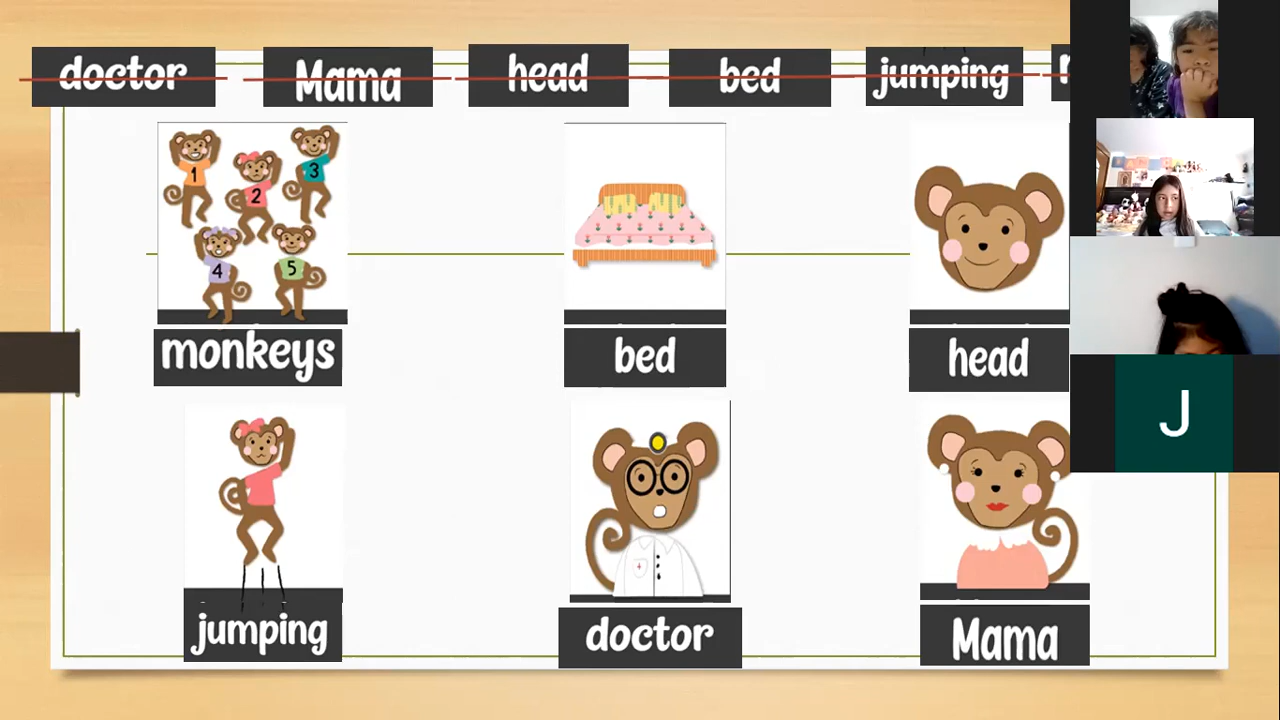 doctor Mama head bed jumping
1 2 3
4 5
monkeys bed head
J
jumping doctor Mama